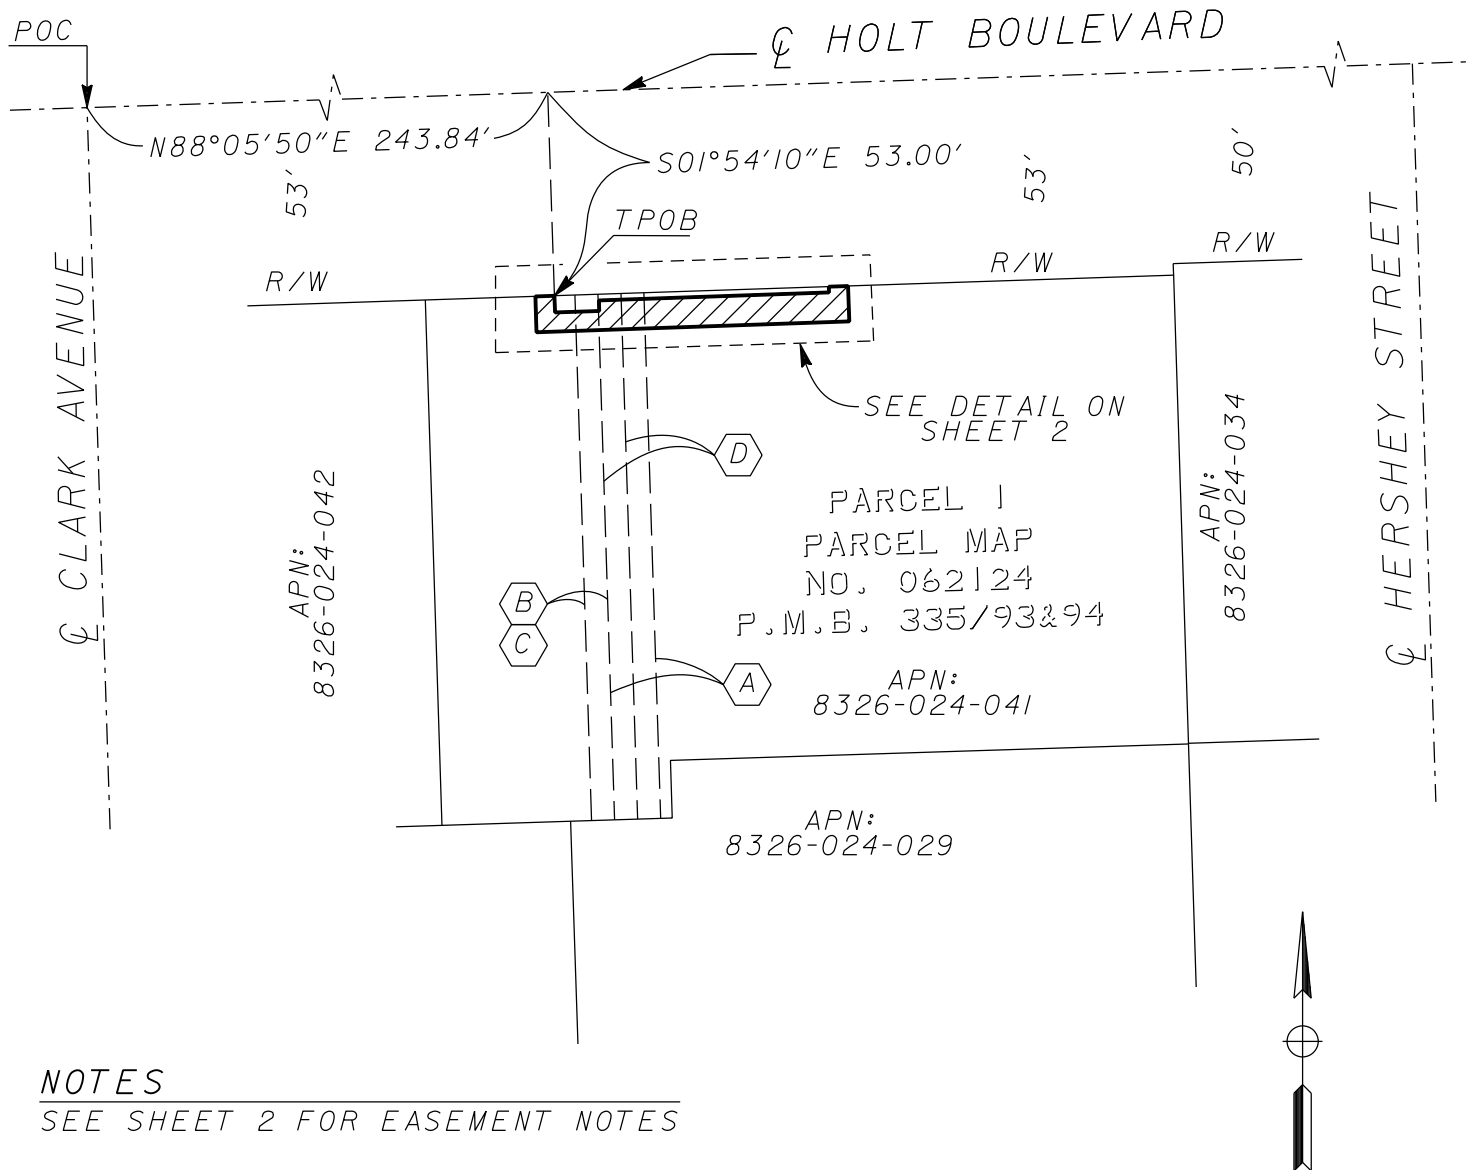 POC
℄ HOLT BOULEVARD
N88°05'50"E 243.84'
S01°54'10"E 53.00'
53'
53'
50'
TPOB
R/W
R/W
R/W
℄ CLARK AVENUE
℄ HERSHEY STREET
SEE DETAIL ON
SHEET 2
D
APN:
8326-024-042
PARCEL 1
PARCEL MAP
NO. 062124
P.M.B. 335/93&94
APN:
8326-024-034
B
C
A
APN:
8326-024-041
APN:
8326-024-029
NOTES
SEE SHEET 2 FOR EASEMENT NOTES